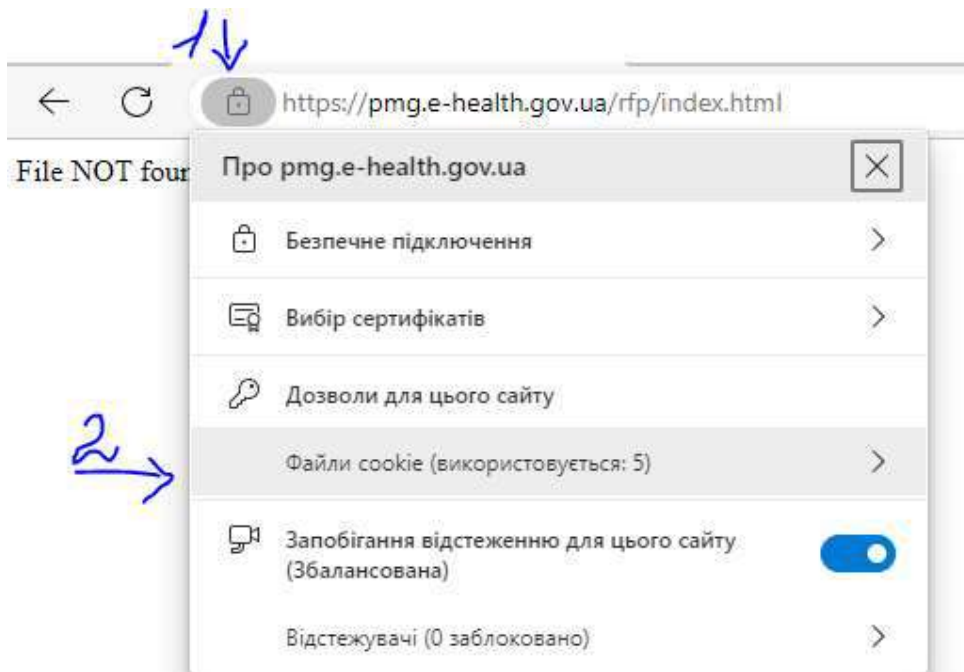 1
https://pmg.e-health.gov.ua/rfp/index.html
File NOT four
Про pmg.e-health.gov.ua
Безпечне підключення
Вибір сертифікатів
Дозволи для цього сайту
2
Файли cookie (використовується: 5)
Запобігання відстеженню для цього сайту
(Збалансована)
Відстежувачі (0 заблоковано)